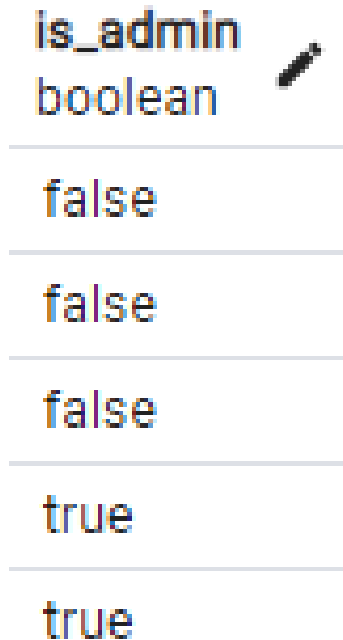 is_admin
boolean
false
false
false
true
true